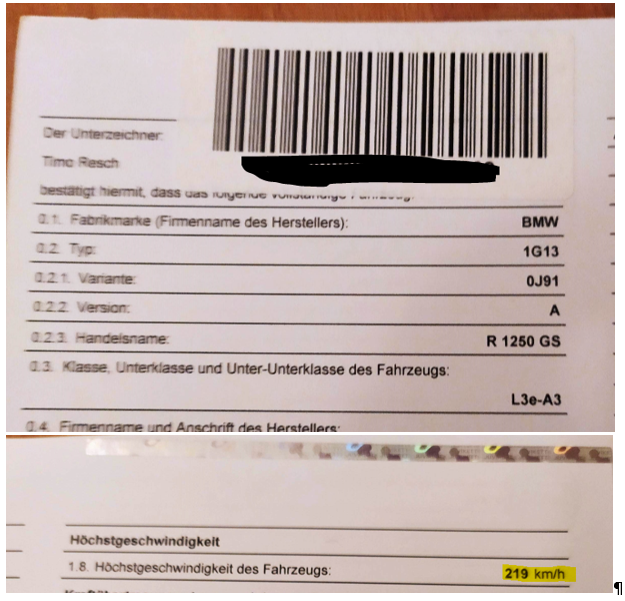 Der Unterzeichner:
Timo Resch
bestätigt hiermit, dass das folgende vollständige Fahrzeug:
0.1. Fabrikmarke (Firmenname des Herstellers): BMW
0.2. Typ: 1G13
0.2.1. Variante: 0J91
0.2.2. Version: A
0.2.3. Handelsname: R 1250 GS
0.3. Klasse, Unterklasse und Unter-Unterklasse des Fahrzeugs:
L3e-A3
0.4. Firmenname und Anschrift des Herstellers:
Höchstgeschwindigkeit
1.8. Höchstgeschwindigkeit des Fahrzeugs: 219 km/h
¶